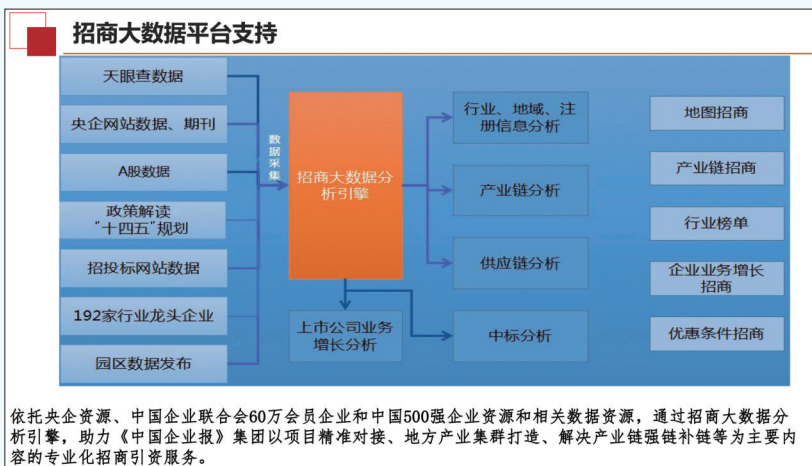 招商大数据平台支持
天眼查数据
央企网站数据、期刊
A股数据
政策解读
“十四五”规划
招投标网站数据
192家行业龙头企业
园区数据发布
数据采集
招商大数据分
析引擎
上市公司业务
增长分析
行业、地域、注
册信息分析
产业链分析
供应链分析
中标分析
地图招商
产业链招商
行业榜单
企业业务增长
招商
优惠条件招商
依托央企资源、中国企业联合会60万会员企业和中国500强企业资源和相关数据资源，通过招商大数据分
析引擎，助力《中国企业报》集团以项目精准对接、地方产业集群打造、解决产业链强链补链等为主要内
容的专业化招商引资服务。